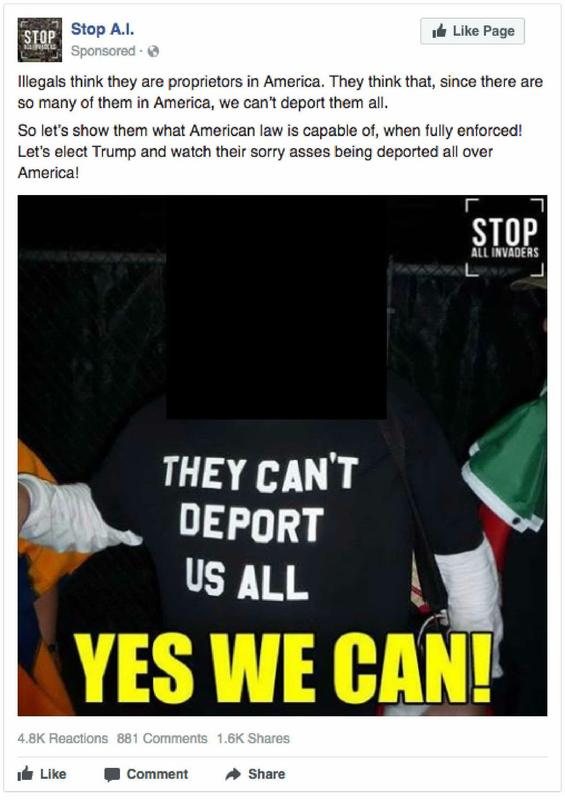 STOP
ALL INVADERS
Stop A.I.
Sponsored ·
Like Page
Illegals think they are proprietors in America. They think that, since there are
so many of them in America, we can't deport them all.
So let's show them what American law is capable of, when fully enforced!
Let's elect Trump and watch their sorry asses being deported all over
America!
STOP
ALL INVADERS
THEY CAN'T
DEPORT
US ALL
YES WE CAN!
4.8K Reactions 881 Comments 1.6K Shares
Like Comment Share